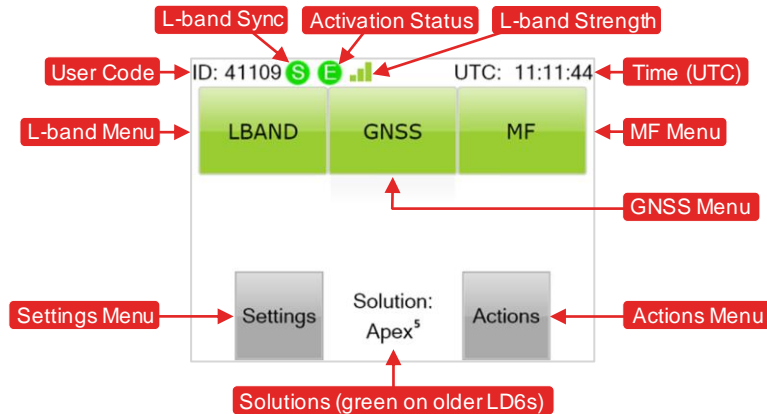 L-band Sync
Activation Status
L-band Strength
User Code
ID: 41109 S E
UTC: 11:11:44
Time (UTC)
L-band Menu
LBAND
GNSS
MF
MF Menu
GNSS Menu
Settings Menu
Settings
Solution:
Apex⁵
Actions
Actions Menu
Solutions (green on older LD6s)